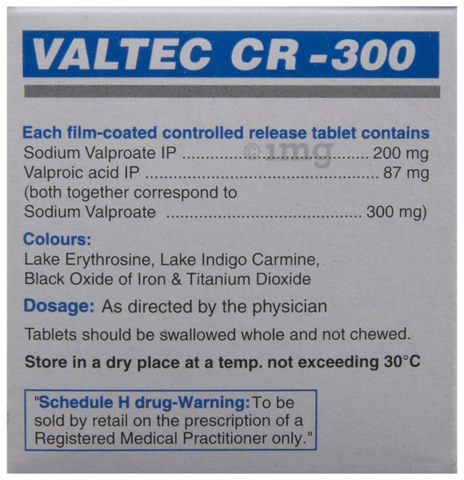 VALTEC CR -300
Each film-coated controlled release tablet contains
Sodium Valproate IP ................................. 200 mg
©1mg
Valproic acid IP .......................................... 87 mg
(both together correspond to
Sodium Valproate ................................... 300 mg)
Colours:
Lake Erythrosine, Lake Indigo Carmine,
Black Oxide of Iron & Titanium Dioxide
Dosage: As directed by the physician
Tablets should be swallowed whole and not chewed.
Store in a dry place at a temp. not exceeding 30°C
"Schedule H drug-Warning: To be
sold by retail on the prescription of a
Registered Medical Practitioner only."